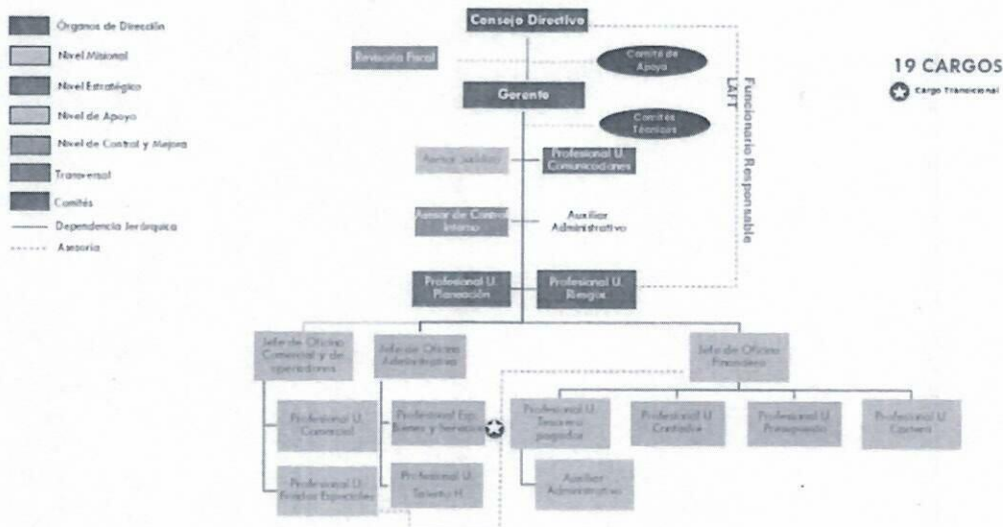 Órganos de Dirección
Nivel Misional
Nivel Estratégico
Nivel de Apoyo
Nivel de Control y Mejora
Transversal
Comités
Dependencia Jerárquica
Asesoría
Consejo Directivo
Revisoría Fiscal
Comité de
Apoyo
Gerente
Comités
Técnicos
Funcionario Responsable
LAFT
19 CARGOS
Cargo Transicional
Asesor Jurídico
Profesional U.
Comunicaciones
Asesor de Control
Interno
Auxiliar
Administrativo
Profesional U.
Planeación
Profesional U.
Riesgos
Jefe de Oficina
Comercial y de
operadores
Jefe de Oficina
Administrativa
Jefe de Oficina
Financiera
Profesional U.
Comercial
Profesional Esp.
Bienes y Servicios
Profesional U.
Tesorero
pagador
Profesional U.
Contador
Profesional U.
Presupuesto
Profesional U.
Cartera
Profesional U.
Fondos Especiales
Profesional U.
Talento H.
Auxiliar
Administrativo